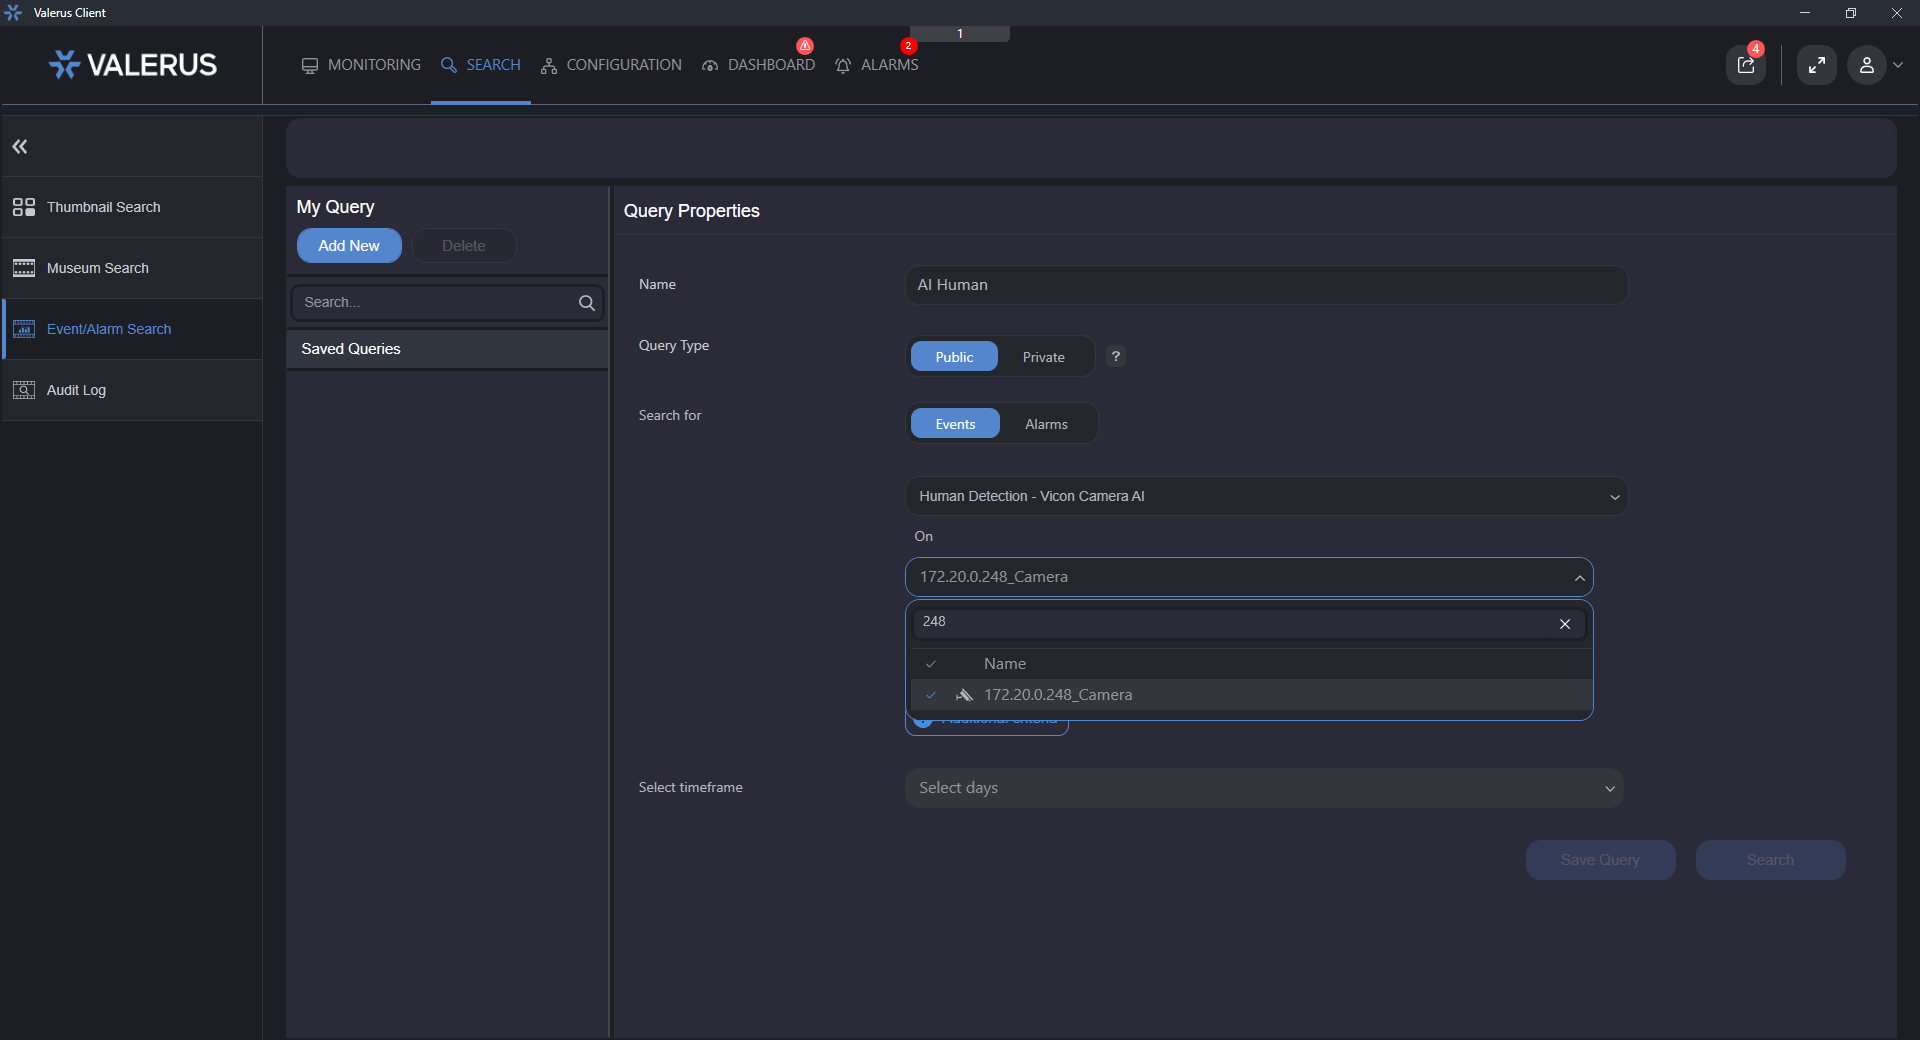 Valerus Client
1
VALERUS
MONITORING
SEARCH
CONFIGURATION
DASHBOARD
2
ALARMS
4
Thumbnail Search
Museum Search
Event/Alarm Search
Audit Log
My Query
Add New
Delete
Search...
Saved Queries
Query Properties
Name
AI Human
Query Type
Public
Private
?
Search for
Events
Alarms
Human Detection - Vicon Camera AI
On
172.20.0.248_Camera
248
Name
172.20.0.248_Camera
Additional criteria
Select timeframe
Select days
Save Query
Search